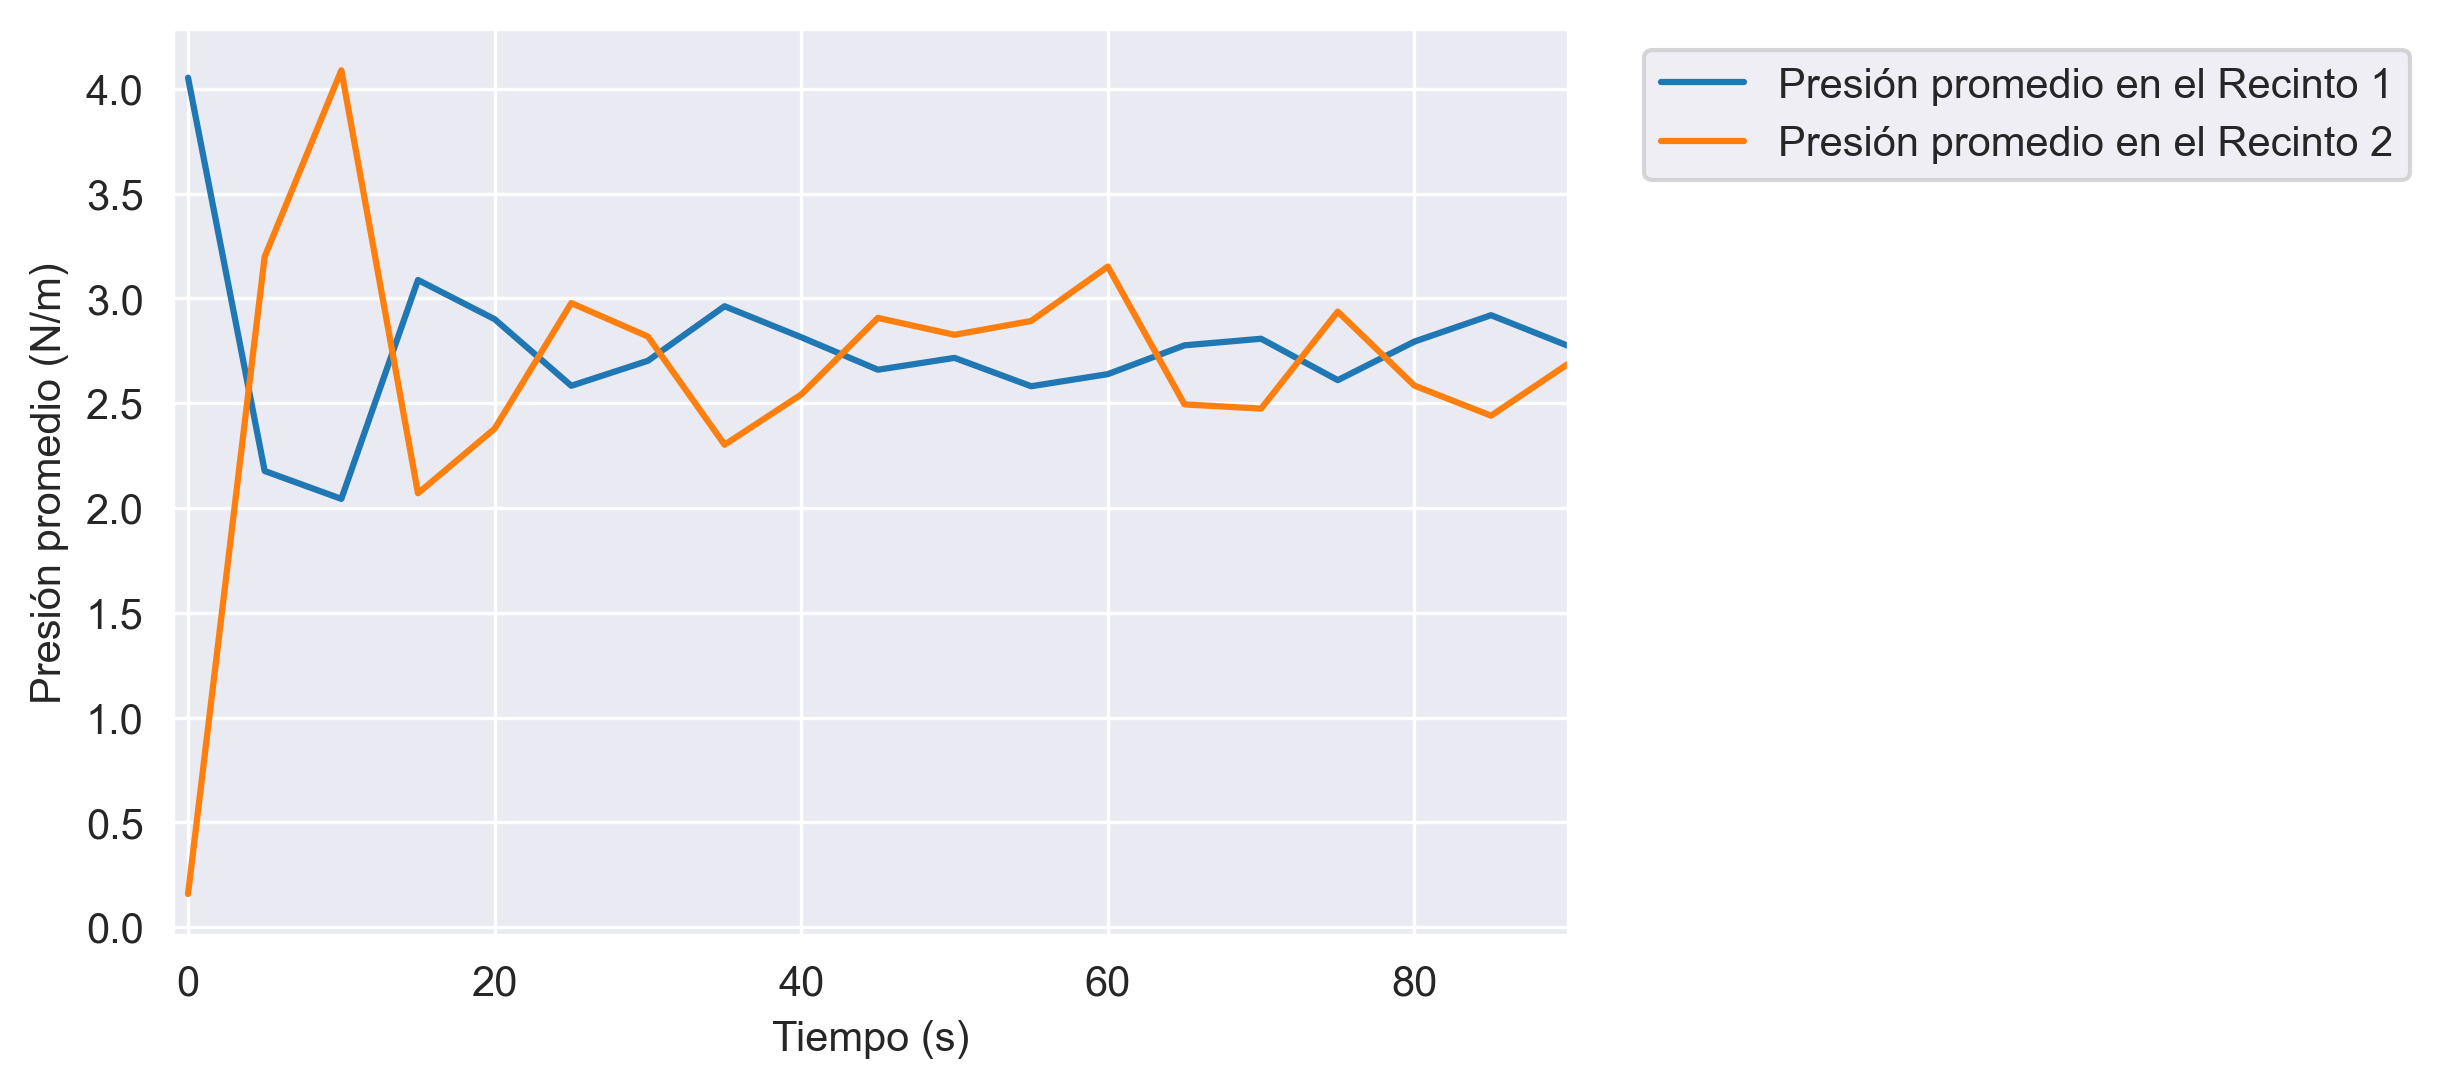 Presión promedio (N/m)
4.0
3.5
3.0
2.5
2.0
1.5
1.0
0.5
0.0
0 20 40 60 80
Tiempo (s)
Presión promedio en el Recinto 1
Presión promedio en el Recinto 2